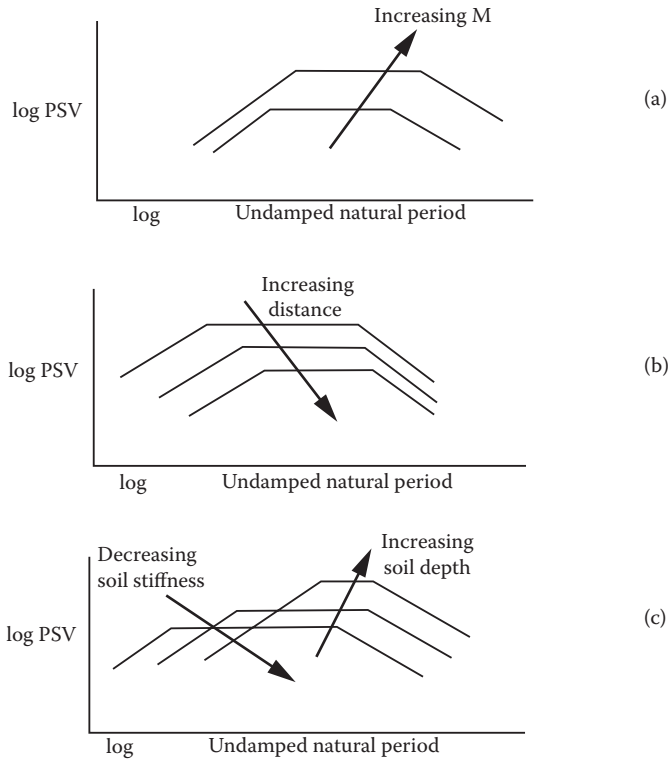 Increasing M
log PSV
(a)
log
Undamped natural period
Increasing
distance
log PSV
(b)
log
Undamped natural period
Decreasing
soil stiffness
Increasing
soil depth
log PSV
(c)
log
Undamped natural period